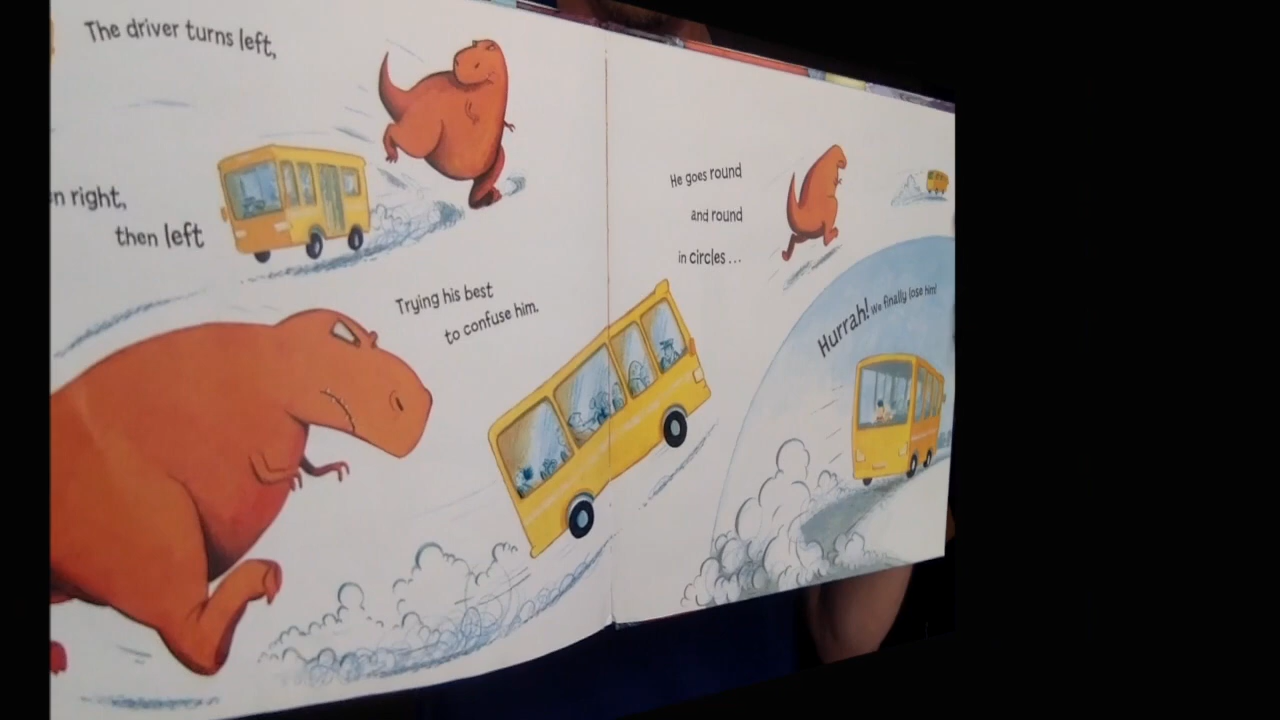 The driver turns left,
right,
then left
Trying his best
to confuse him.
He goes round
and round
in circles ...
Hurrah! We finally lose him!